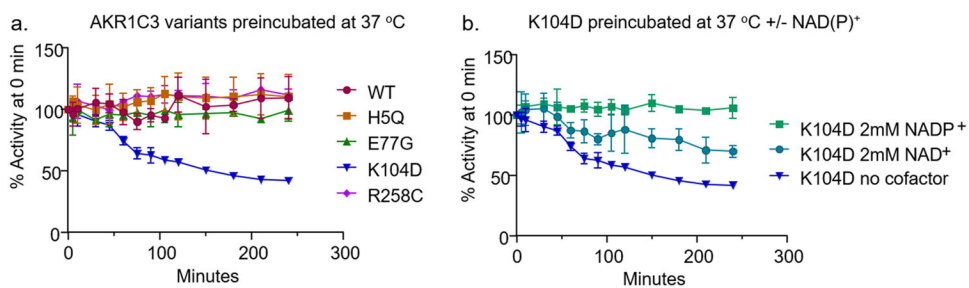 a. AKR1C3 variants preincubated at 37 °C
% Activity at 0 min
150
100
50
0
0 100 200 300
Minutes
WT
H5Q
E77G
K104D
R258C
b. K104D preincubated at 37 °C +/- NAD(P)⁺
% Activity at 0 min
150
100
50
0
0 100 200 300
Minutes
K104D 2mM NADP⁺
K104D 2mM NAD⁺
K104D no cofactor